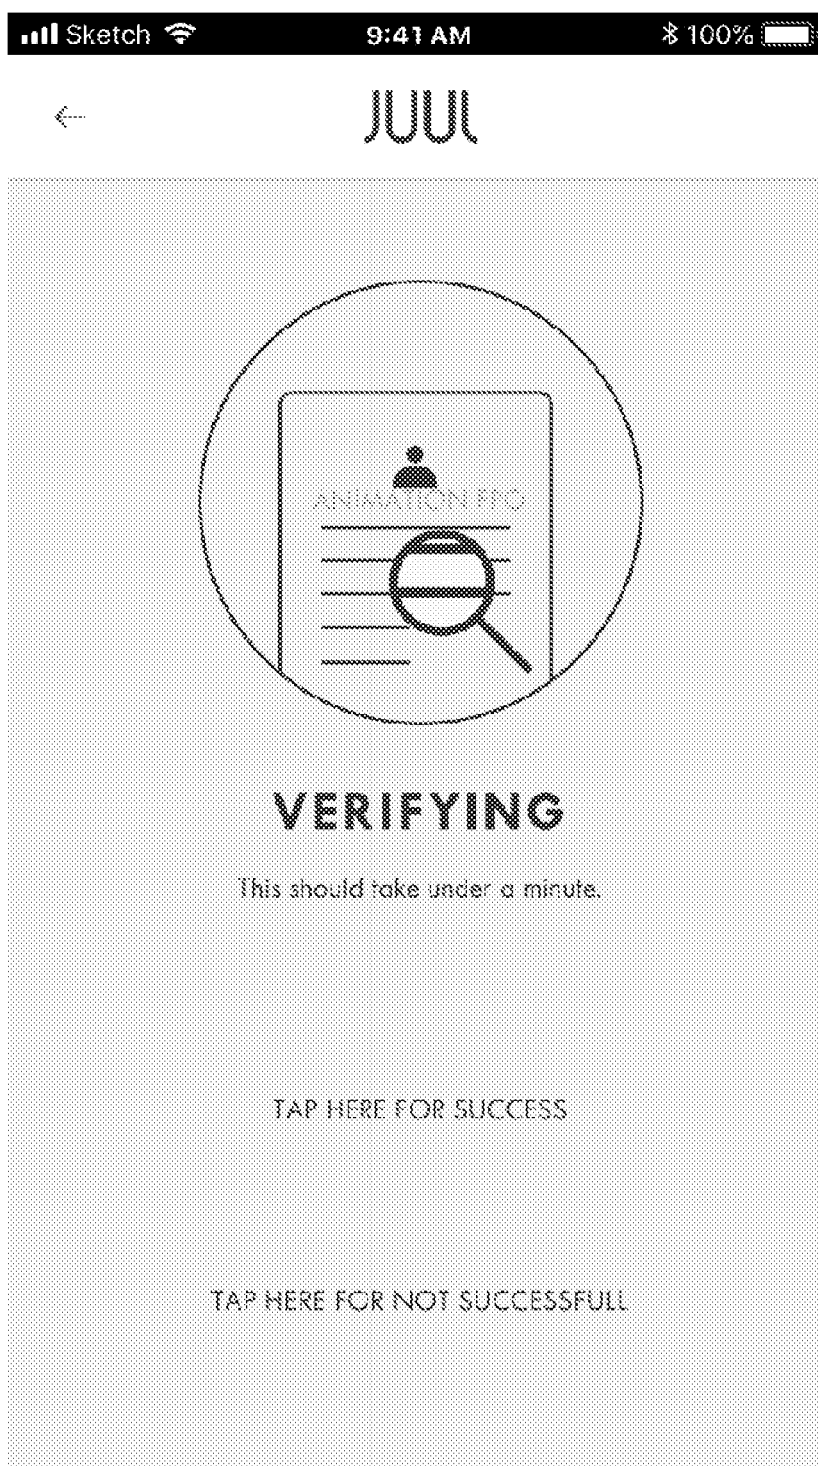 Sketch 9:41 AM 100%
JUUL
ANIMATION FPO
VERIFYING
This should take under a minute.
TAP HERE FOR SUCCESS
TAP HERE FOR NOT SUCCESSFULL